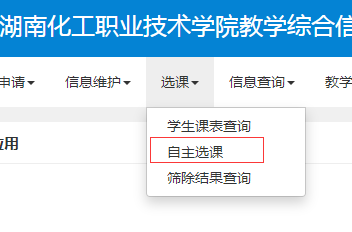 湖南化工职业技术学院教学综合信
申请 信息维护 选课 信息查询 教学
学生课表查询
应用
自主选课
筛除结果查询